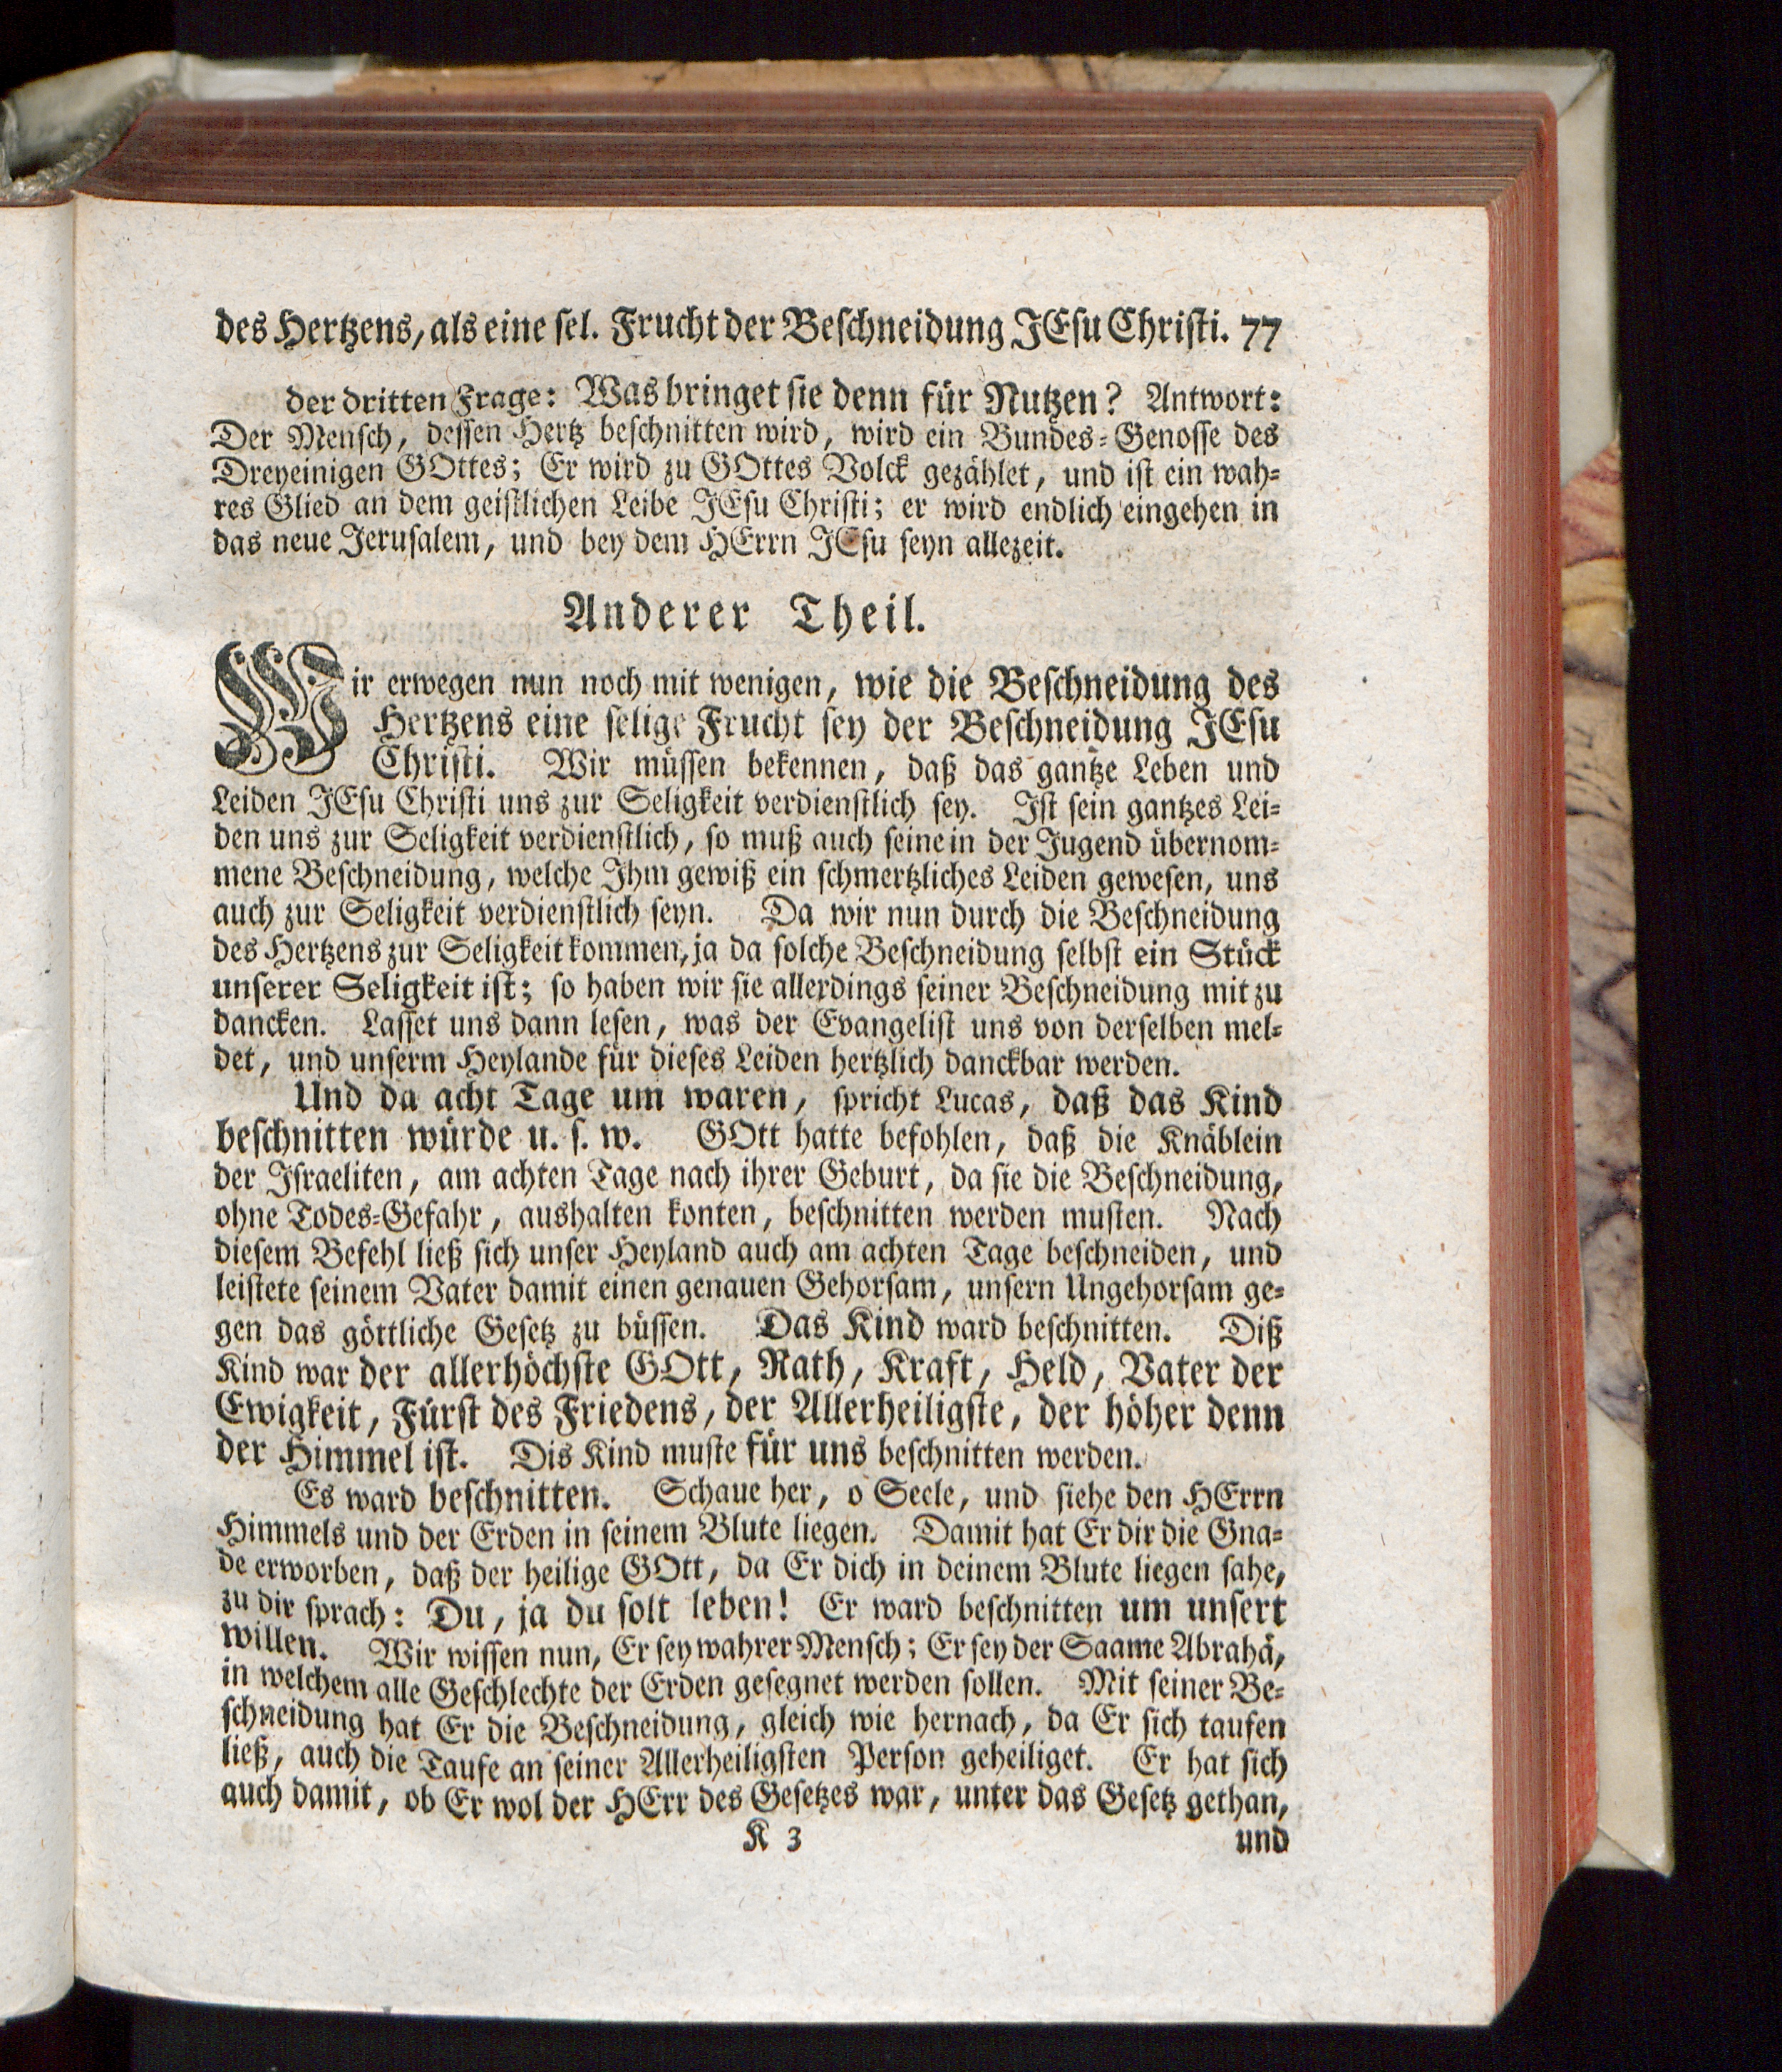 des Hertzens, als eine sel. Frucht der Beschneidung JEsu Christi. 77
der dritten Frage: Was bringet sie denn für Nutzen? Antwort:
Der Mensch, dessen Hertz beschnitten wird, wird ein Bundes-Genosse des
Dreyeinigen GOttes; Er wird zu GOttes Volck gezählet, und ist ein wah-
res Glied an dem geistlichen Leibe JEsu Christi; er wird endlich eingehen in
das neue Jerusalem, und bey dem HErrn JEsu seyn allezeit.
Anderer Theil.
Wir erwegen nun noch mit wenigen, wie die Beschneidung des
Hertzens eine selige Frucht sey der Beschneidung JEsu
Christi. Wir müssen bekennen, daß das gantze Leben und
Leiden JEsu Christi uns zur Seligkeit verdienstlich sey. Ist sein gantzes Lei-
den uns zur Seligkeit verdienstlich, so muß auch seine in der Jugend übernom-
mene Beschneidung, welche Ihm gewiß ein schmertzliches Leiden gewesen, uns
auch zur Seligkeit verdienstlich seyn. Da wir nun durch die Beschneidung
des Hertzens zur Seligkeit kommen, ja da solche Beschneidung selbst ein Stück
unserer Seligkeit ist; so haben wir sie allerdings seiner Beschneidung mit zu
dancken. Lasset uns dann lesen, was der Evangelist uns von derselben mel-
det, und unserm Heylande für dieses Leiden hertzlich danckbar werden.
Und da acht Tage um waren, spricht Lucas, daß das Kind
beschnitten würde u. s. w. GOtt hatte befohlen, daß die Knäblein
der Israeliten, am achten Tage nach ihrer Geburt, da sie die Beschneidung,
ohne Todes-Gefahr, aushalten konten, beschnitten werden musten. Nach
diesem Befehl ließ sich unser Heyland auch am achten Tage beschneiden, und
leistete seinem Vater damit einen genauen Gehorsam, unsern Ungehorsam ge-
gen das göttliche Gesetz zu büssen. Das Kind ward beschnitten. Diß
Kind war der allerhöchste GOtt, Rath, Kraft, Held, Vater der
Ewigkeit, Fürst des Friedens, der Allerheiligste, der höher denn
der Himmel ist. Dis Kind muste für uns beschnitten werden.
Es ward beschnitten. Schaue her, o Seele, und siehe den HErrn
Himmels und der Erden in seinem Blute liegen. Damit hat Er dir die Gna-
de erworben, daß der heilige GOtt, da Er dich in deinem Blute liegen sahe,
zu dir sprach: Du, ja du solt leben! Er ward beschnitten um unsert
willen. Wir wissen nun, Er sey wahrer Mensch; Er sey der Saame Abrahä,
in welchem alle Geschlechte der Erden gesegnet werden sollen. Mit seiner Be-
schneidung hat Er die Beschneidung, gleich wie hernach, da Er sich taufen
ließ, auch die Taufe an seiner Allerheiligsten Person geheiliget. Er hat sich
auch damit, ob Er wol der HErr des Gesetzes war, unter das Gesetz gethan,
K 3 und